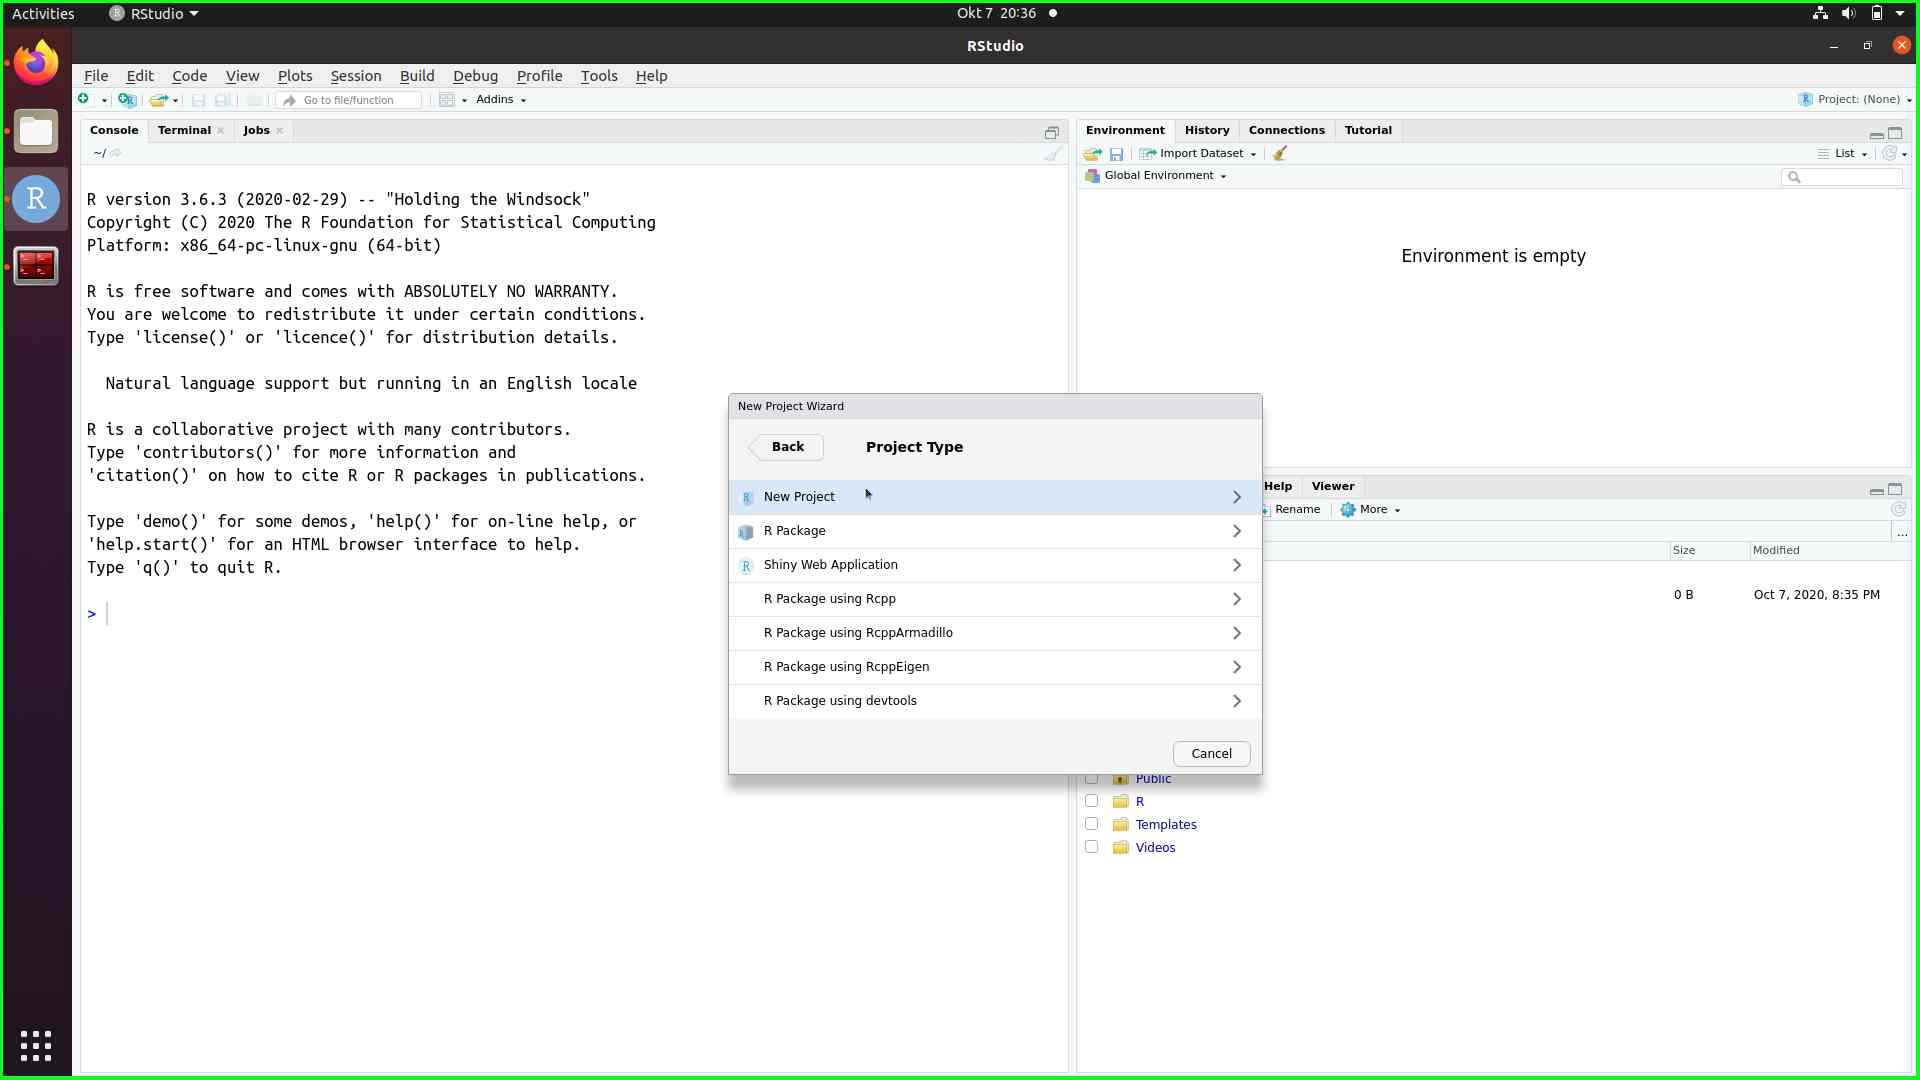 Activities
RStudio
Okt 7 20:36
RStudio
File Edit Code View Plots Session Build Debug Profile Tools Help
Go to file/function
Addins
Project: (None)
Console Terminal Jobs
~/
R version 3.6.3 (2020-02-29) -- "Holding the Windsock"
Copyright (C) 2020 The R Foundation for Statistical Computing
Platform: x86_64-pc-linux-gnu (64-bit)
R is free software and comes with ABSOLUTELY NO WARRANTY.
You are welcome to redistribute it under certain conditions.
Type 'license()' or 'licence()' for distribution details.
Natural language support but running in an English locale
R is a collaborative project with many contributors.
Type 'contributors()' for more information and
'citation()' on how to cite R or R packages in publications.
Type 'demo()' for some demos, 'help()' for on-line help, or
'help.start()' for an HTML browser interface to help.
Type 'q()' to quit R.
>
Environment History Connections Tutorial
Import Dataset
List
Global Environment
Environment is empty
New Project Wizard
Back
Project Type
New Project
R Package
Shiny Web Application
R Package using Rcpp
R Package using RcppArmadillo
R Package using RcppEigen
R Package using devtools
Cancel
Help Viewer
Rename More
...
Size Modified
0 B Oct 7, 2020, 8:35 PM
Public
R
Templates
Videos